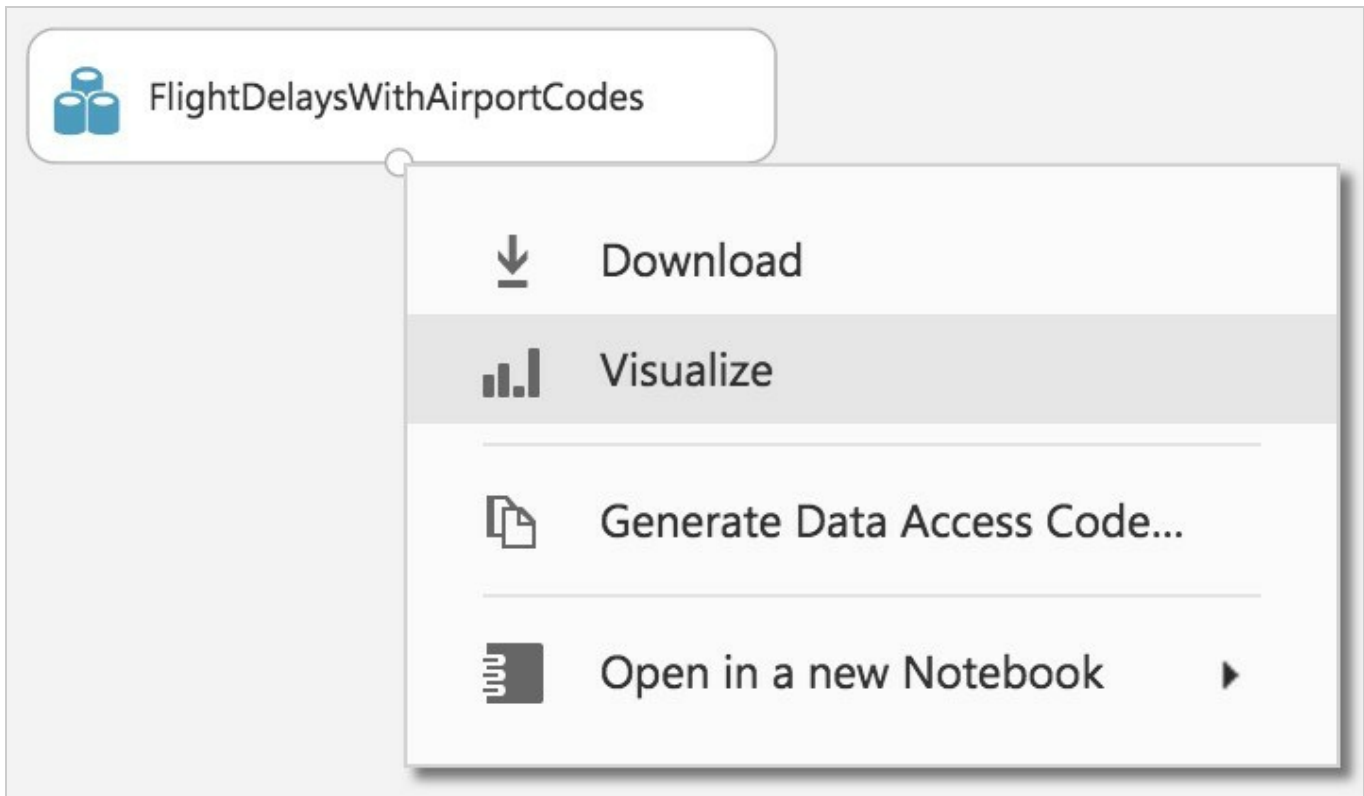 FlightDelaysWithAirportCodes
Download
Visualize
Generate Data Access Code...
Open in a new Notebook